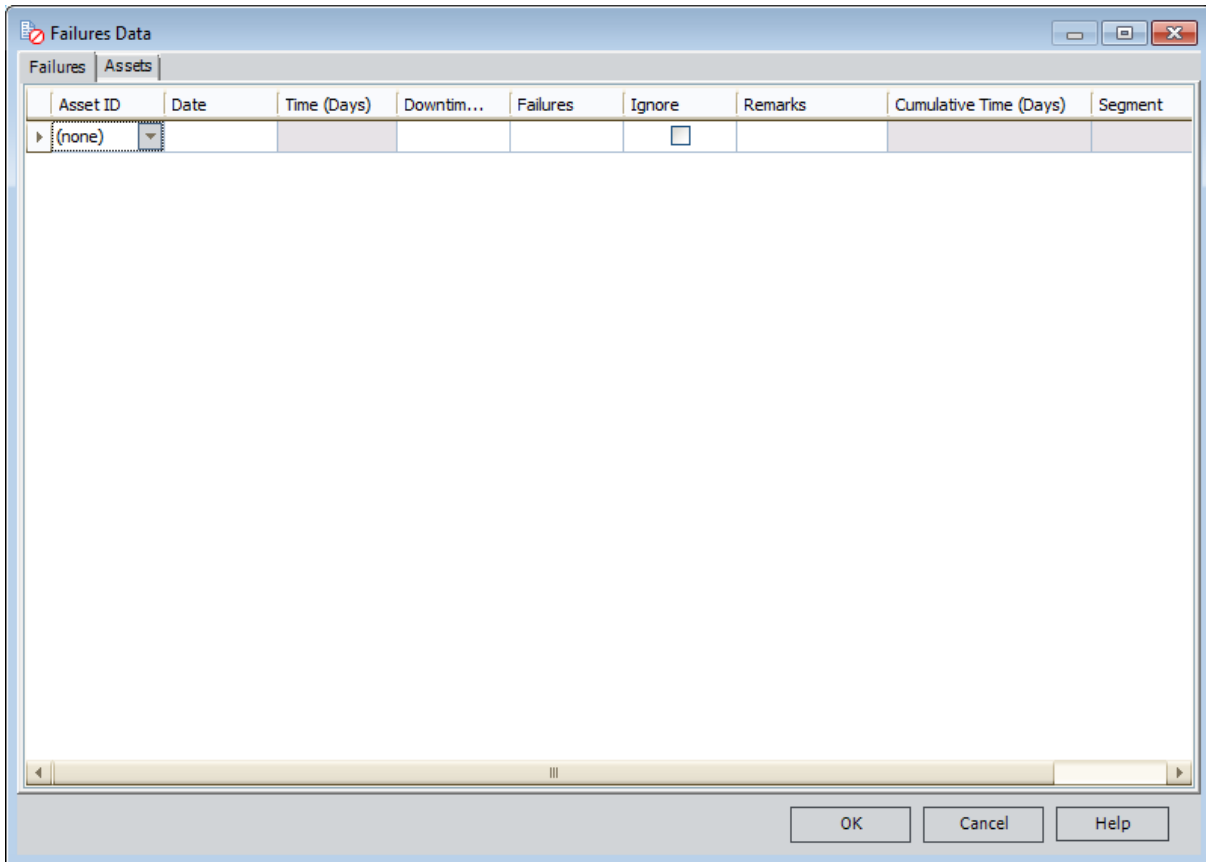 Failures Data
Failures Assets
Asset ID Date Time (Days) Downtim... Failures Ignore Remarks Cumulative Time (Days) Segment
(none)
OK Cancel Help